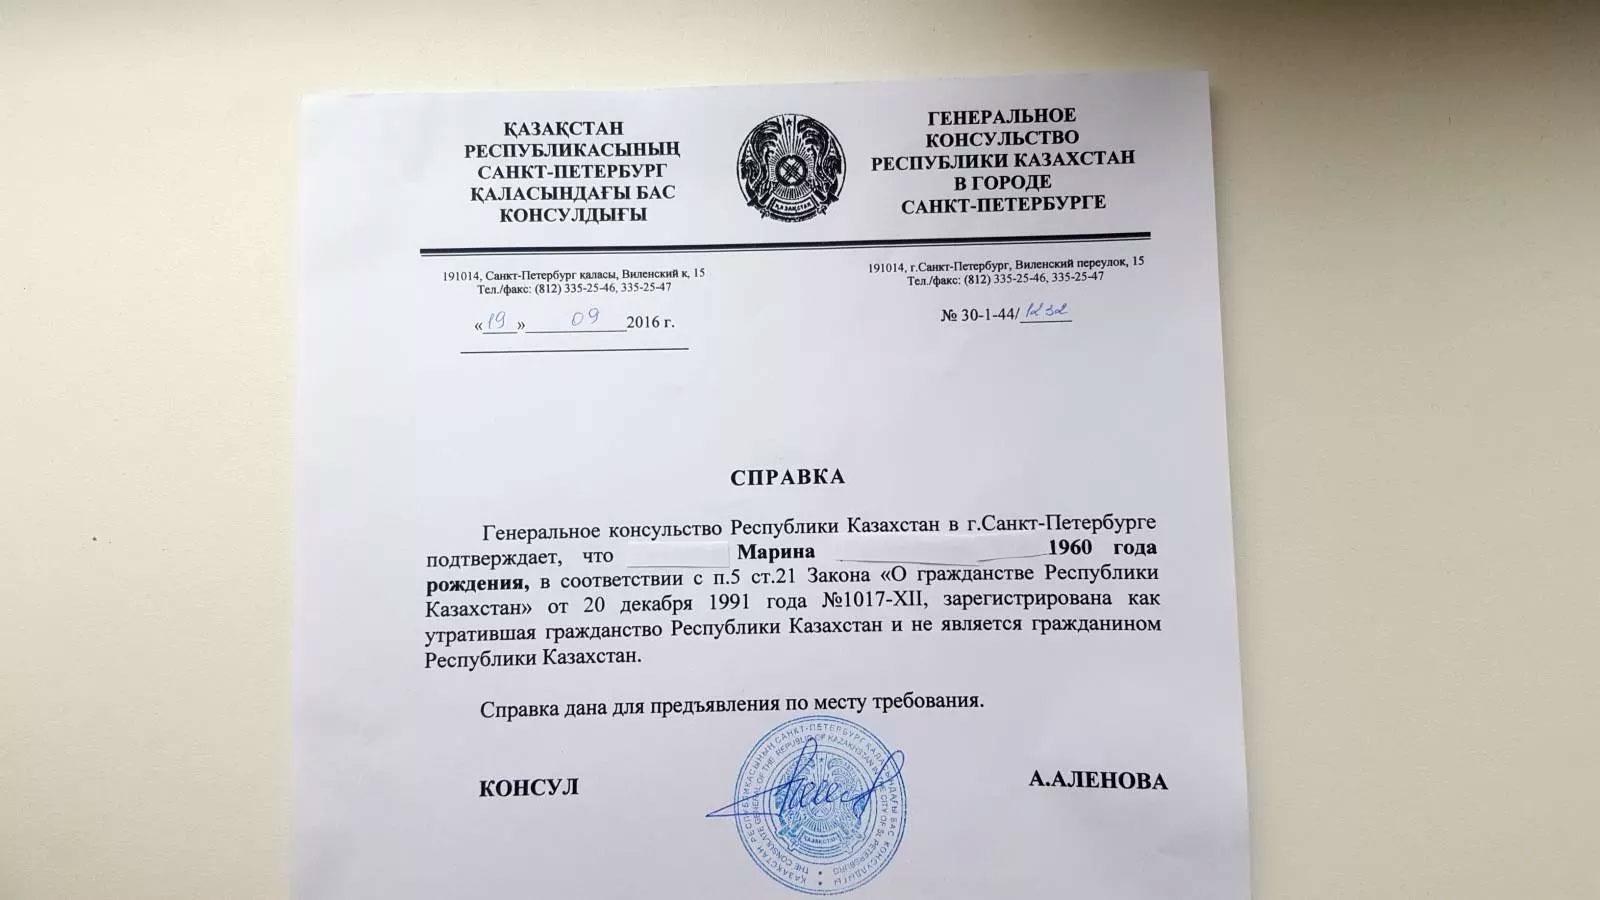 ҚАЗАҚСТАН
РЕСПУБЛИКАСЫНЫҢ
САНКТ-ПЕТЕРБУРГ
ҚАЛАСЫНДАҒЫ БАС
КОНСУЛДЫҒЫ
ҚАЗАҚСТАН
ГЕНЕРАЛЬНОЕ
КОНСУЛЬСТВО
РЕСПУБЛИКИ КАЗАХСТАН
В ГОРОДЕ
САНКТ-ПЕТЕРБУРГЕ
191014, Санкт-Петербург қаласы, Виленский к, 15
Тел./факс: (812) 335-25-46, 335-25-47
191014, г.Санкт-Петербург, Виленский переулок, 15
Тел./факс: (812) 335-25-46, 335-25-47
«19» 09 2016 г.
№ 30-1-44/1232
СПРАВКА
Генеральное консульство Республики Казахстан в г.Санкт-Петербурге
подтверждает, что Марина 1960 года
рождения, в соответствии с п.5 ст.21 Закона «О гражданстве Республики
Казахстан» от 20 декабря 1991 года №1017-XII, зарегистрирована как
утратившая гражданство Республики Казахстан и не является гражданином
Республики Казахстан.
Справка дана для предъявления по месту требования.
КОНСУЛ
А.АЛЕНОВА
ҚАЗАҚСТАН РЕСПУБЛИКАСЫНЫҢ САНКТ-ПЕТЕРБУРГ ҚАЛАСЫНДАҒЫ БАС КОНСУЛДЫҒЫ
THE CONSULATE GENERAL OF THE REPUBLIC OF KAZAKHSTAN IN THE CITY OF ST. PETERSBURG
ҚАЗАҚСТАН